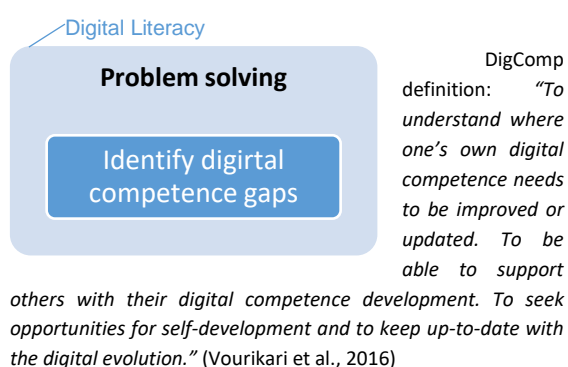 Digital Literacy
Problem solving
Identify digirtal
competence gaps
DigComp
definition: “To
understand where
one’s own digital
competence needs
to be improved or
updated. To be
able to support
others with their digital competence development. To seek
opportunities for self-development and to keep up-to-date with
the digital evolution.” (Vourikari et al., 2016)